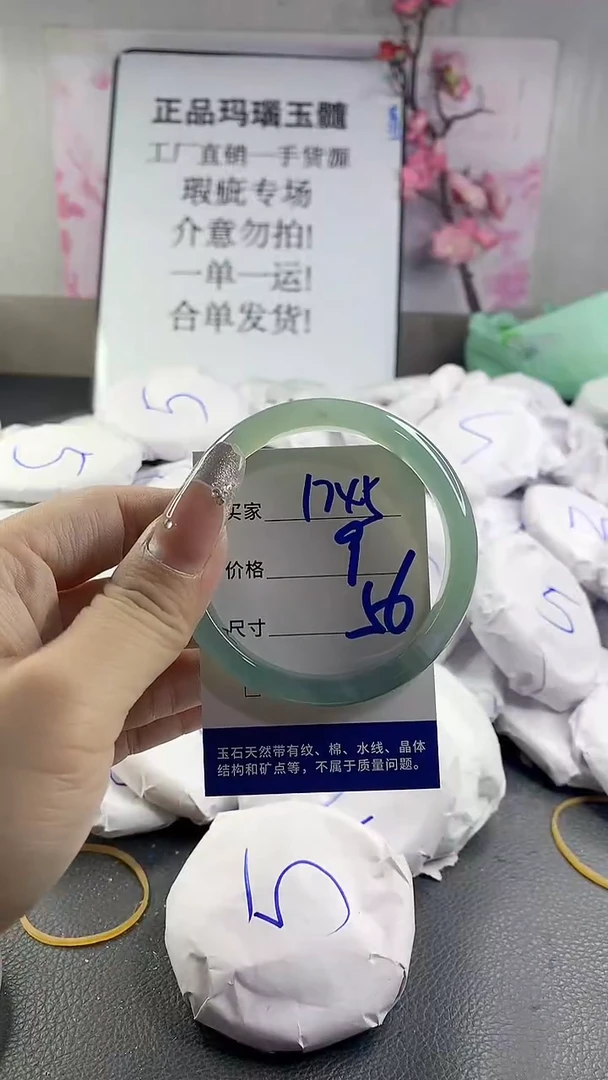 正品玛瑙玉髓
工厂直销一手货源
瑕疵专场
介意勿拍!
一单一运!
合单发货!
5
5
5
买家 1745
价格 9
尺寸 56
玉石天然带有纹、棉、水线、晶体
结构和矿点等，不属于质量问题。
5
5